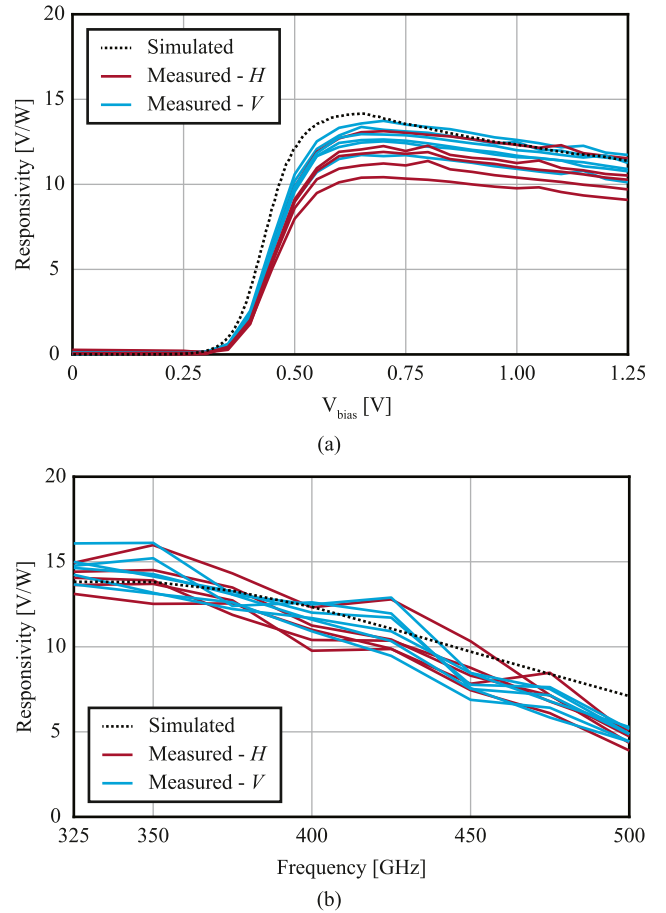 20
15
10
5
0
Responsivity [V/W]
Simulated
Measured - H
Measured - V
0
0.25
0.50
0.75
1.00
1.25
V_bias [V]
(a)
20
15
10
5
0
Responsivity [V/W]
Simulated
Measured - H
Measured - V
325
350
400
450
500
Frequency [GHz]
(b)